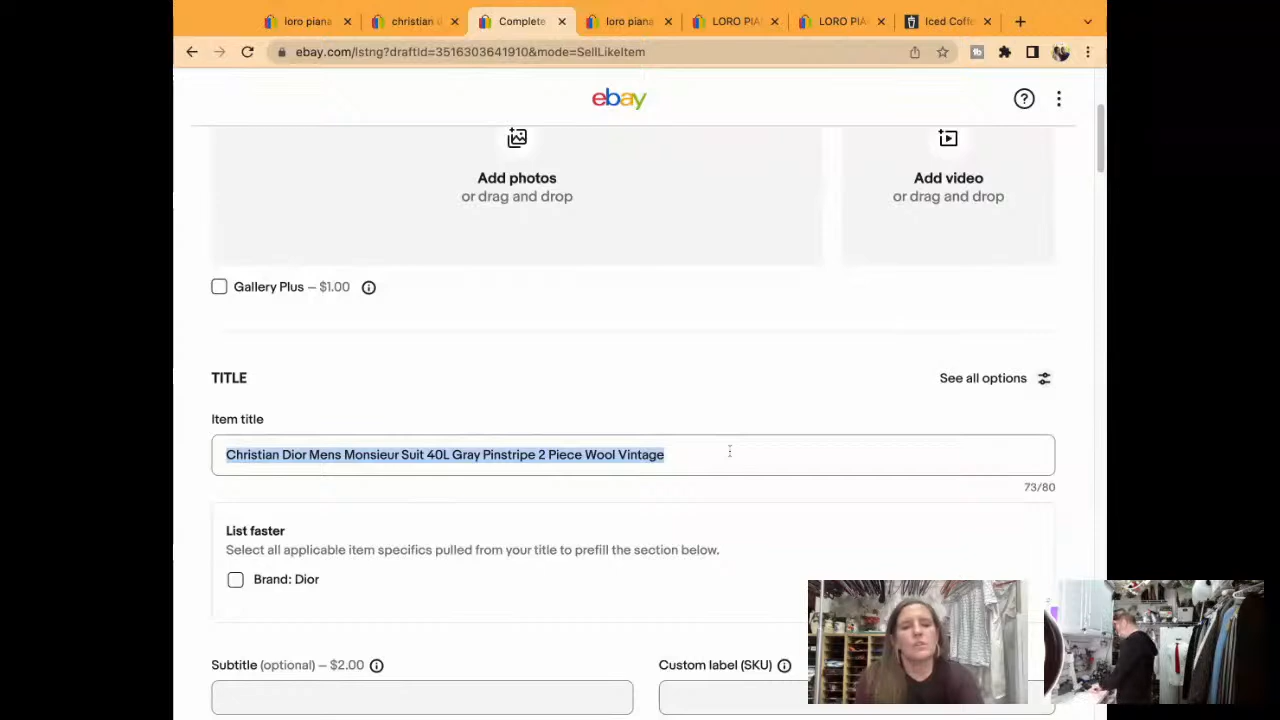 loro piana
christian d
Complete
loro piana
LORO PIA
LORO PIA
Iced Coffe
ebay.com/lstng?draftId=3516303641910&mode=SellLikeItem
ebay
Add photos
or drag and drop
Add video
or drag and drop
Gallery Plus – $1.00
TITLE
See all options
Item title
Christian Dior Mens Monsieur Suit 40L Gray Pinstripe 2 Piece Wool Vintage
73/80
List faster
Select all applicable item specifics pulled from your title to prefill the section below.
Brand: Dior
Subtitle (optional) – $2.00
Custom label (SKU)